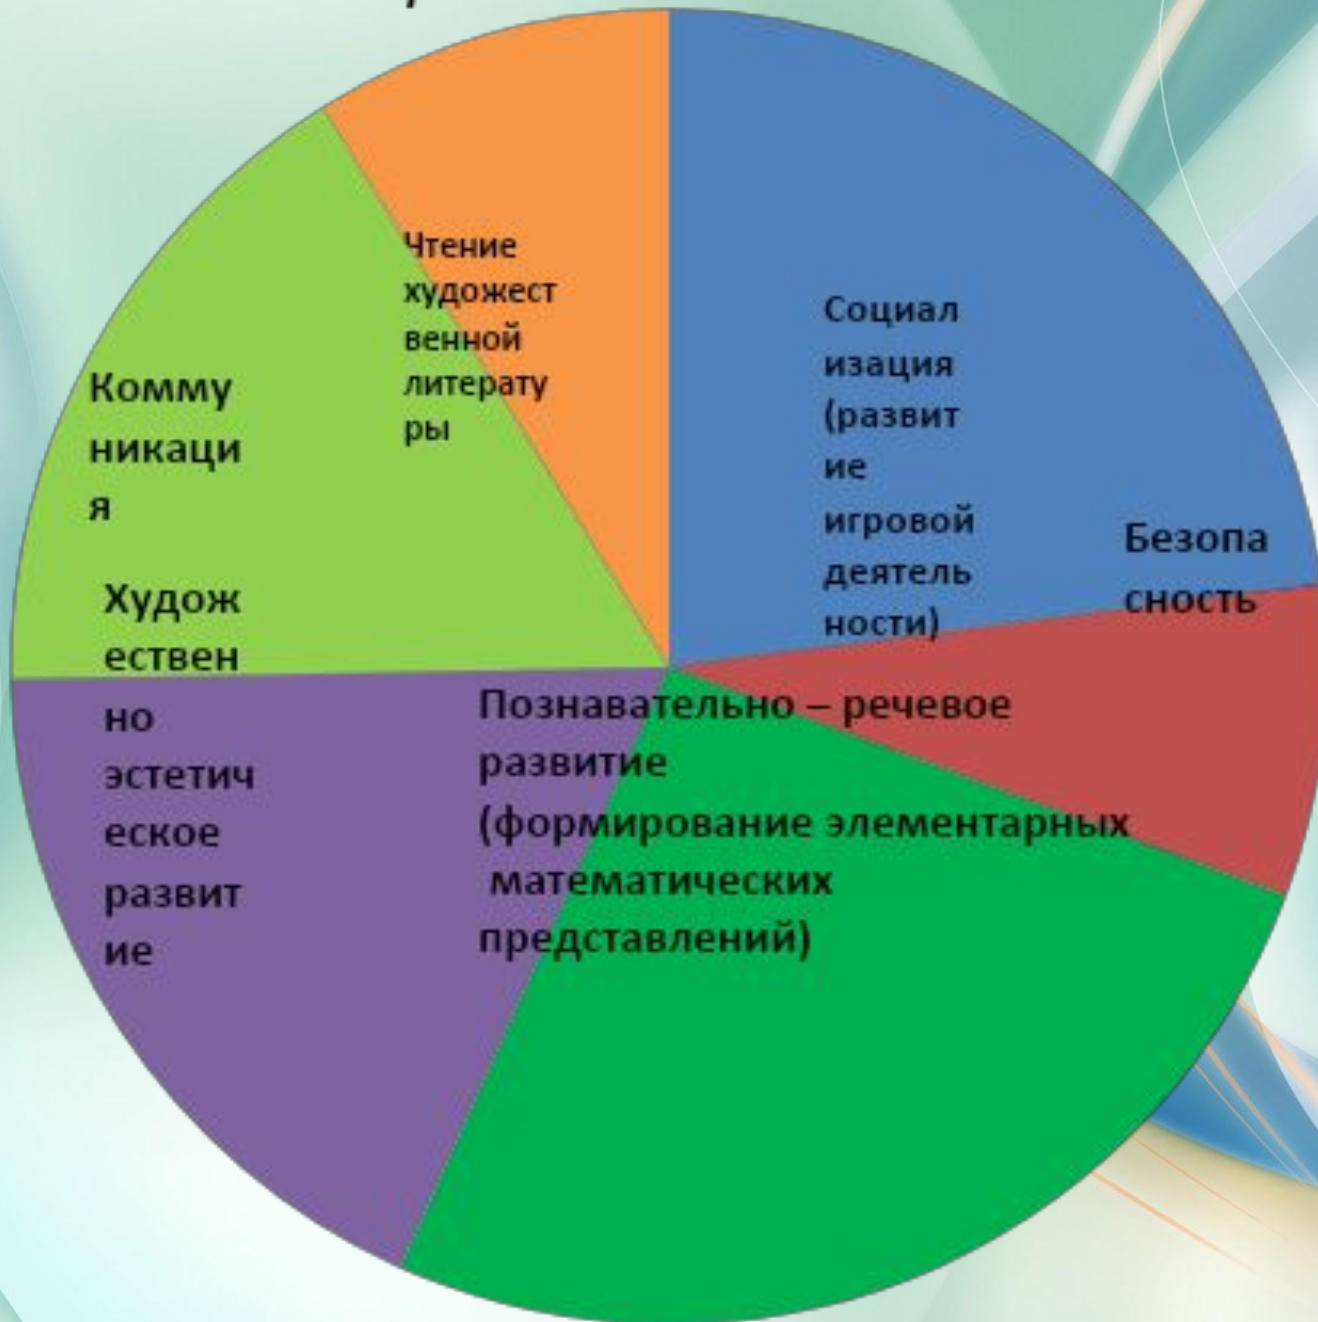 Чтение
художест
венной
литерату
ры
Социал
изация
(развит
ие
игровой
деятель
ности)
Безопа
сность
Комму
никаци
я
Худож
ествен
но
эстетич
еское
развит
ие
Познавательно – речевое
развитие
(формирование элементарных
математических
представлений)